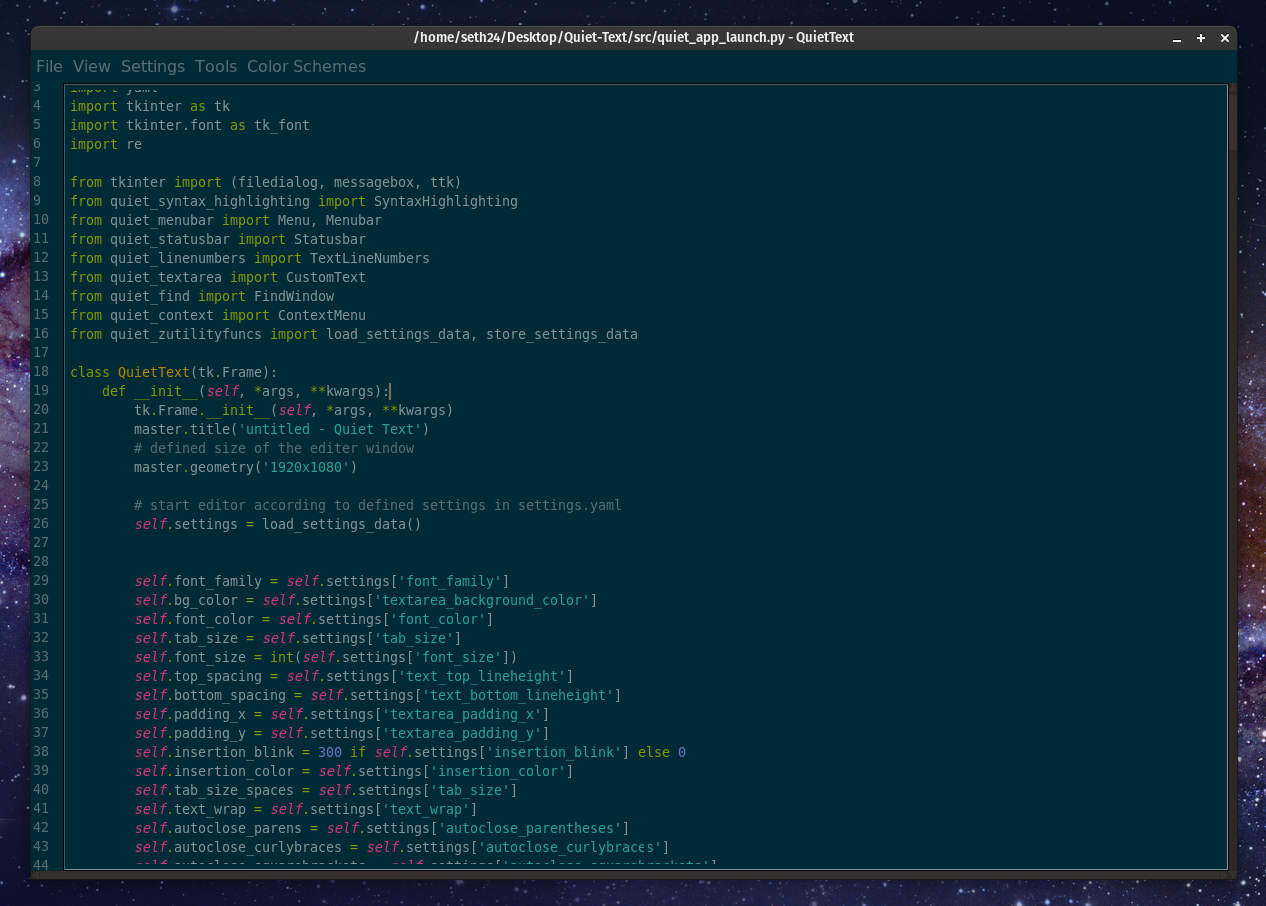 /home/seth24/Desktop/Quiet-Text/src/quiet_app_launch.py - QuietText
File View Settings Tools Color Schemes
3 import yaml
4 import tkinter as tk
5 import tkinter.font as tk_font
6 import re
7
8 from tkinter import (filedialog, messagebox, ttk)
9 from quiet_syntax_highlighting import SyntaxHighlighting
10 from quiet_menubar import Menu, Menubar
11 from quiet_statusbar import Statusbar
12 from quiet_linenumbers import TextLineNumbers
13 from quiet_textarea import CustomText
14 from quiet_find import FindWindow
15 from quiet_context import ContextMenu
16 from quiet_zutilityfuncs import load_settings_data, store_settings_data
17
18 class QuietText(tk.Frame):
19     def __init__(self, *args, **kwargs):
20         tk.Frame.__init__(self, *args, **kwargs)
21         master.title('untitled - Quiet Text')
22         # defined size of the editer window
23         master.geometry('1920x1080')
24
25         # start editor according to defined settings in settings.yaml
26         self.settings = load_settings_data()
27
28
29         self.font_family = self.settings['font_family']
30         self.bg_color = self.settings['textarea_background_color']
31         self.font_color = self.settings['font_color']
32         self.tab_size = self.settings['tab_size']
33         self.font_size = int(self.settings['font_size'])
34         self.top_spacing = self.settings['text_top_lineheight']
35         self.bottom_spacing = self.settings['text_bottom_lineheight']
36         self.padding_x = self.settings['textarea_padding_x']
37         self.padding_y = self.settings['textarea_padding_y']
38         self.insertion_blink = 300 if self.settings['insertion_blink'] else 0
39         self.insertion_color = self.settings['insertion_color']
40         self.tab_size_spaces = self.settings['tab_size']
41         self.text_wrap = self.settings['text_wrap']
42         self.autoclose_parens = self.settings['autoclose_parentheses']
43         self.autoclose_curlybraces = self.settings['autoclose_curlybraces']
44         self.autoclose_squarebrackets = self.settings['autoclose_squarebrackets']